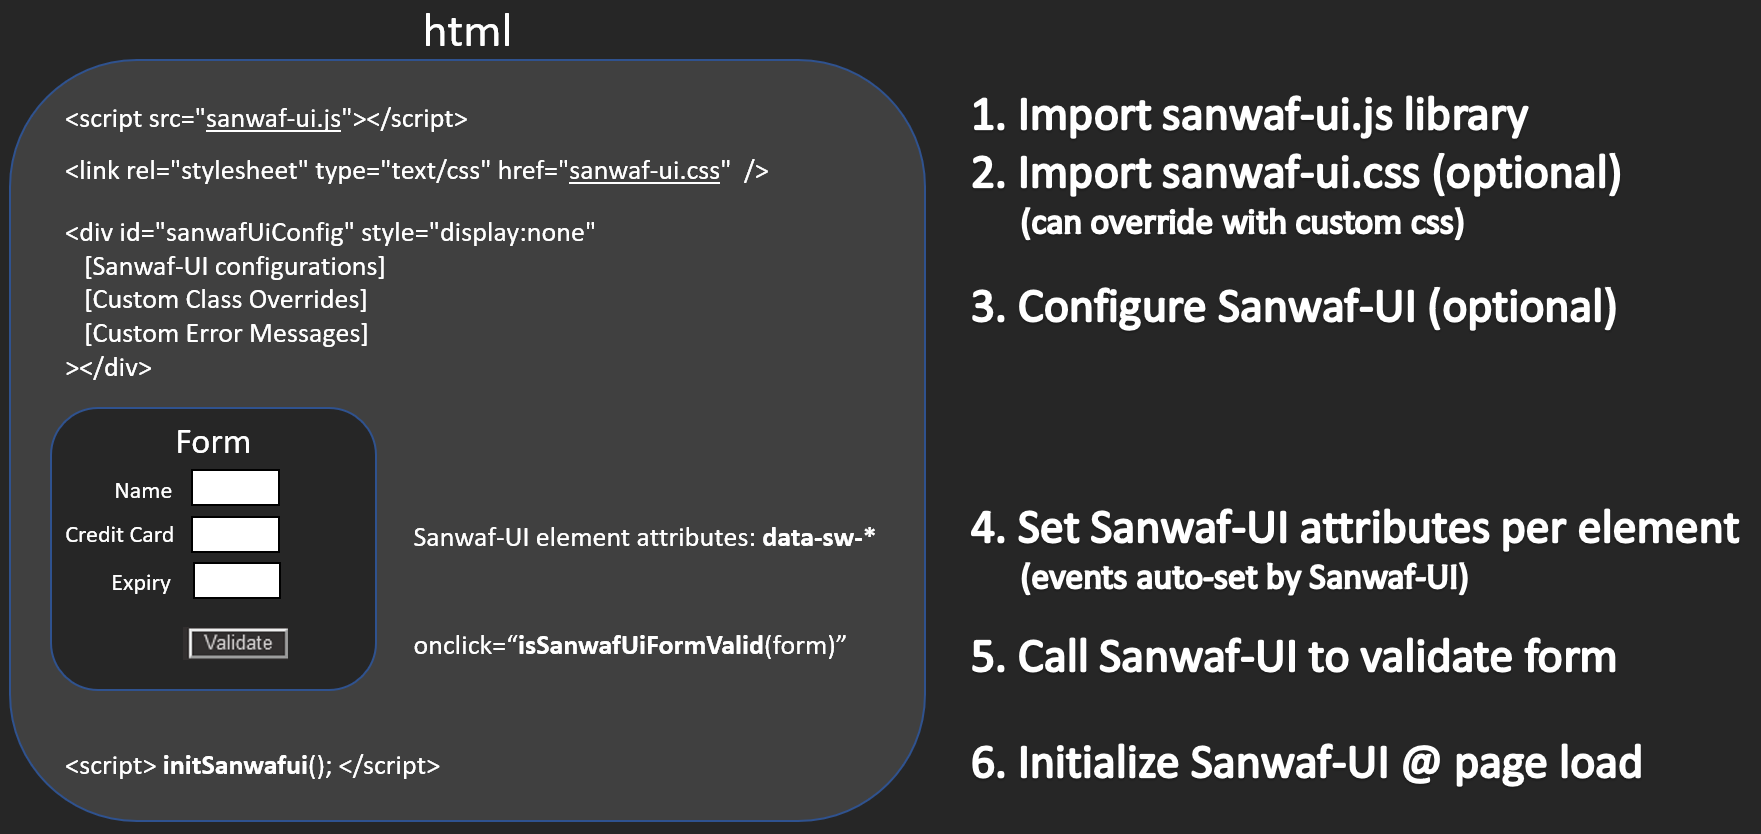 html
<script src="sanwaf-ui.js"></script>
<link rel="stylesheet" type="text/css" href="sanwaf-ui.css"  />
<div id="sanwafUiConfig" style="display:none"
[Sanwaf-UI configurations]
[Custom Class Overrides]
[Custom Error Messages]
></div>
Form
Name
Credit Card
Expiry
Validate
Sanwaf-UI element attributes: data-sw-*
onclick=“isSanwafUiFormValid(form)”
<script> initSanwafui(); </script>
1. Import sanwaf-ui.js library
2. Import sanwaf-ui.css (optional)
(can override with custom css)
3. Configure Sanwaf-UI (optional)
4. Set Sanwaf-UI attributes per element
(events auto-set by Sanwaf-UI)
5. Call Sanwaf-UI to validate form
6. Initialize Sanwaf-UI @ page load